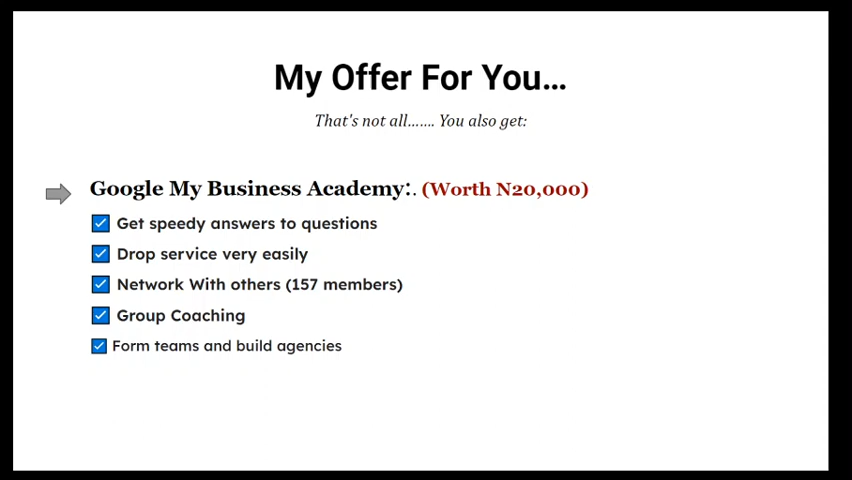 My Offer For You...
That's not all....... You also get:
Google My Business Academy:. (Worth N20,000)
Get speedy answers to questions
Drop service very easily
Network With others (157 members)
Group Coaching
Form teams and build agencies